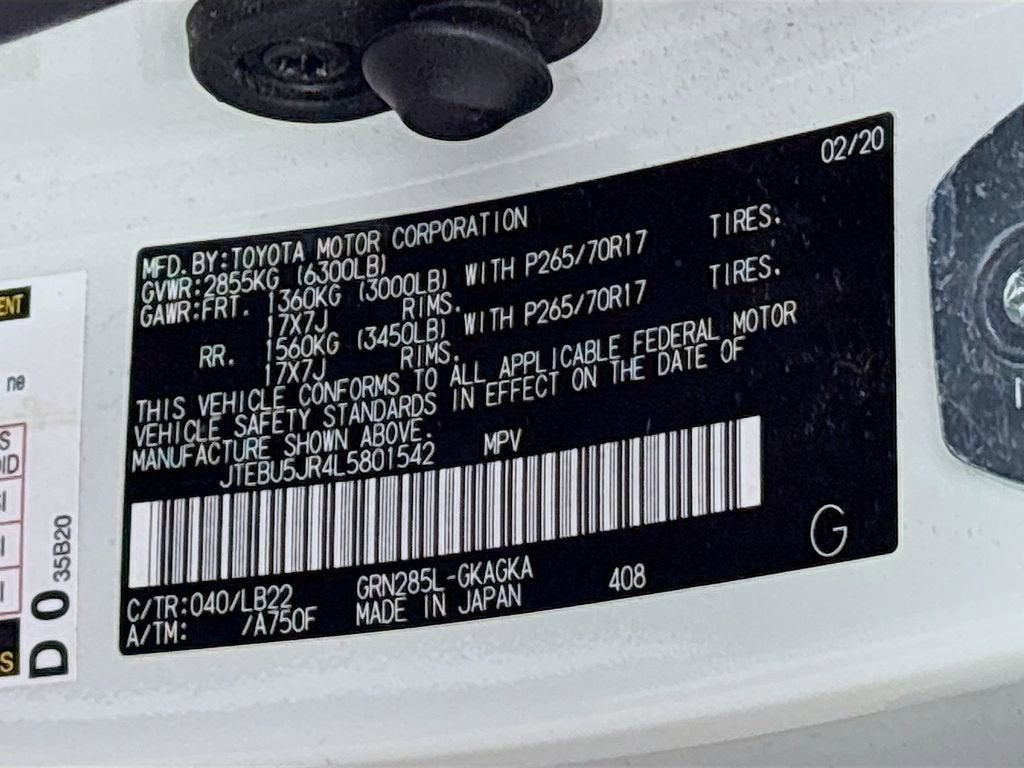 02/20
MFD. BY:TOYOTA MOTOR CORPORATION
GVWR:2855KG (6300LB)
GAWR:FRT. 1360KG (3000LB) WITH P265/70R17 TIRES.
17X7J RIMS.
RR. 1560KG (3450LB) WITH P265/70R17 TIRES.
17X7J RIMS.
THIS VEHICLE CONFORMS TO ALL APPLICABLE FEDERAL MOTOR
VEHICLE SAFETY STANDARDS IN EFFECT ON THE DATE OF
MANUFACTURE SHOWN ABOVE.
JTEBU5JR4L5801542 MPV
G
C/TR:040/LB22 GRN285L-GKAGKA 408
A/TM: /A750F MADE IN JAPAN
ne
D 0 35B20